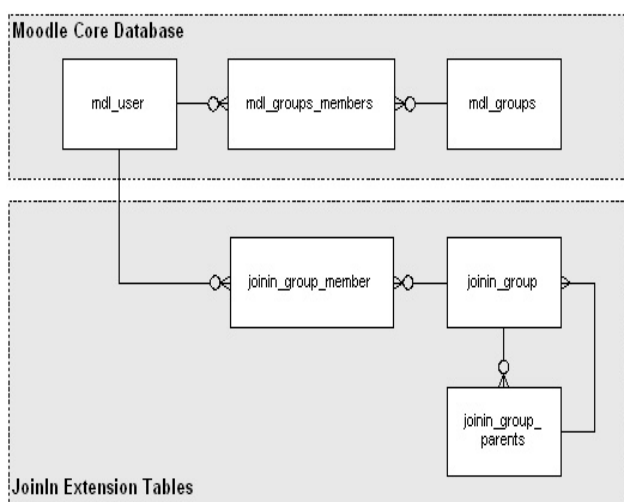 Moodle Core Database
mdl_user
mdl_groups_members
mdl_groups
joinin_group_member
joinin_group
joinin_group_
parents
JoinIn Extension Tables